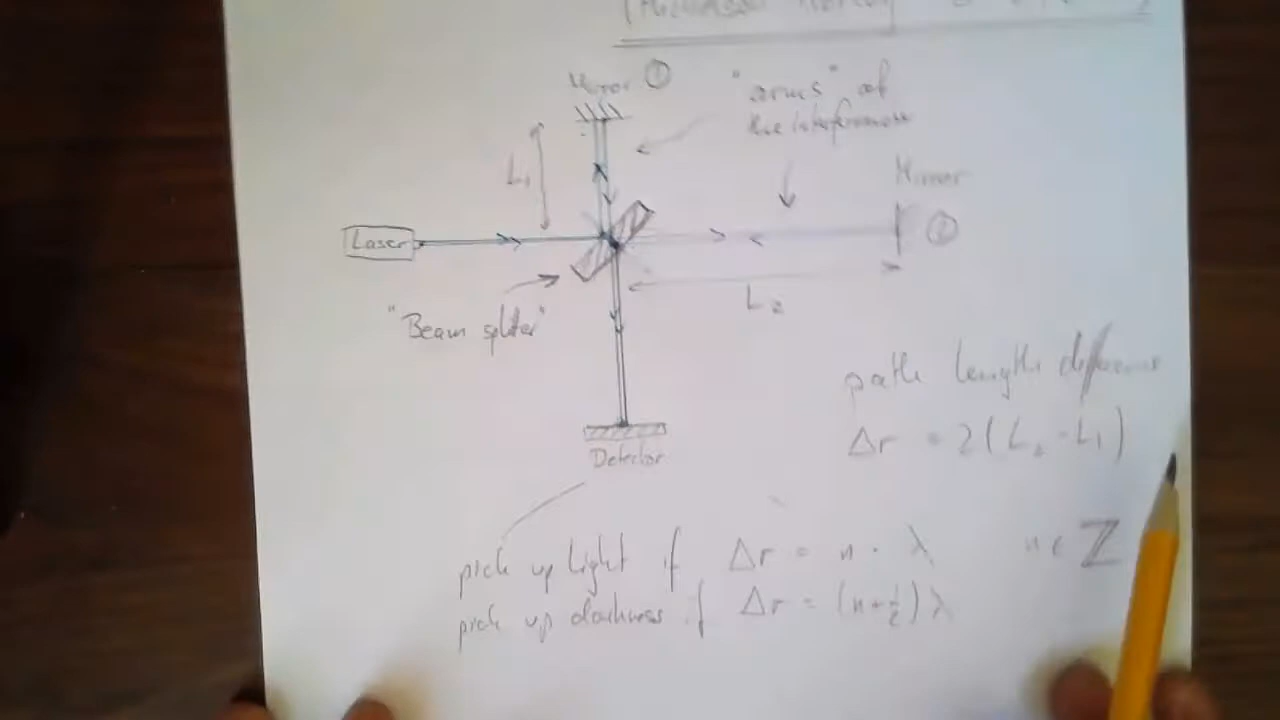 Mirror ①
"arms" of
the interferometer
L₁
Mirror
②
Laser
L₂
"Beam spliter"
path length difference
Δr = 2(L₂ - L₁)
Detector
pick up light if Δr = n · λ n ∈ ℤ
pick up darkness if Δr = (n+½)λ